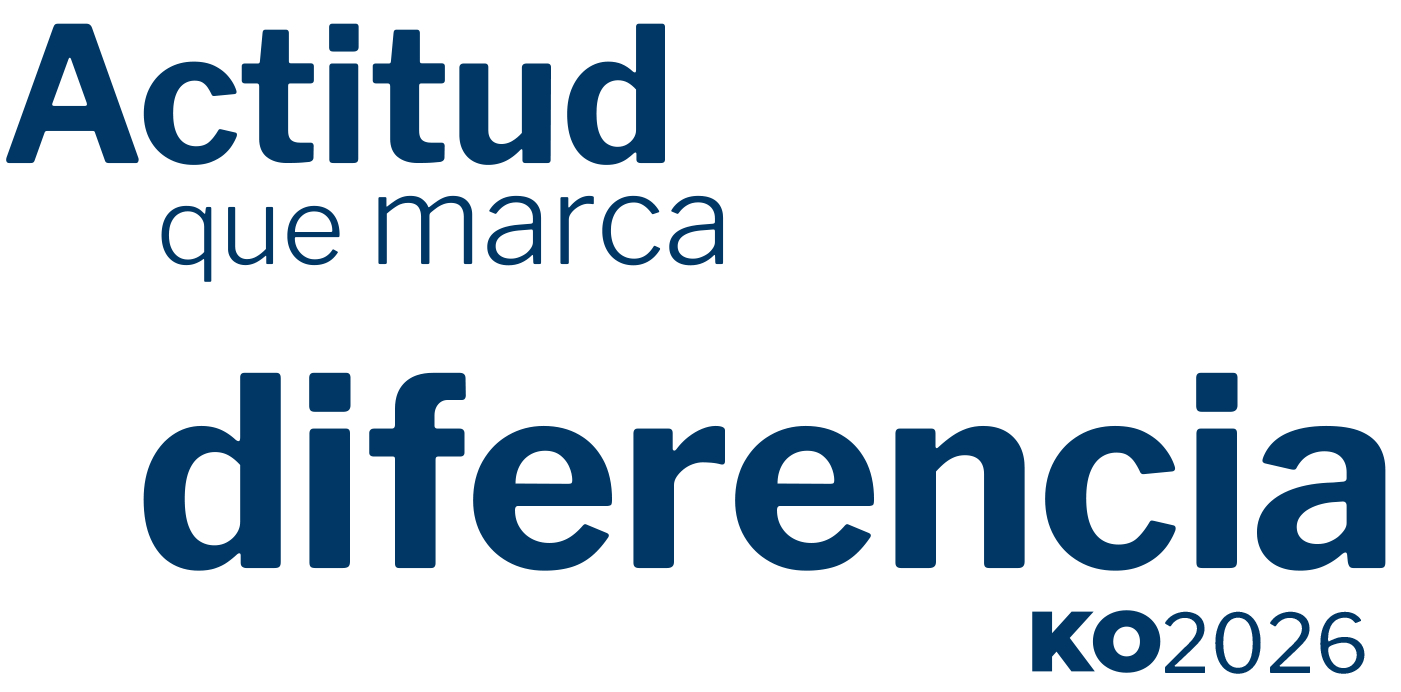 Actitud
que marca
diferencia
KO2026